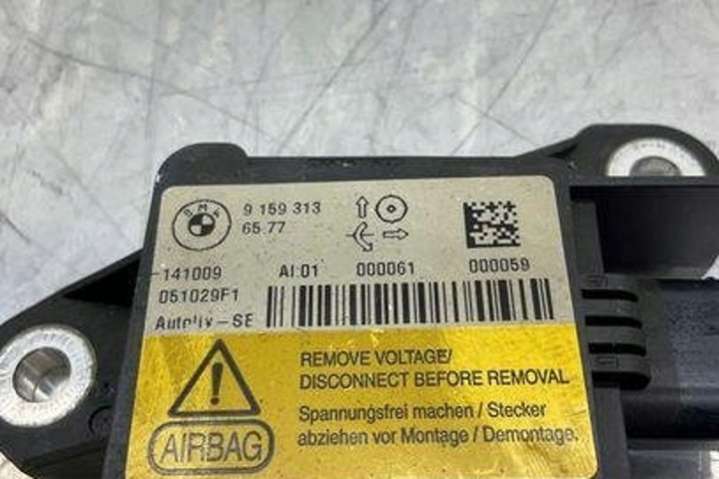 BMW
9 159 313
65.77
141009 AI:01 000061 000059
051029F1
Autoliv-SE
REMOVE VOLTAGE/
DISCONNECT BEFORE REMOVAL
Spannungsfrei machen / Stecker
abziehen vor Montage / Demontage.
AIRBAG